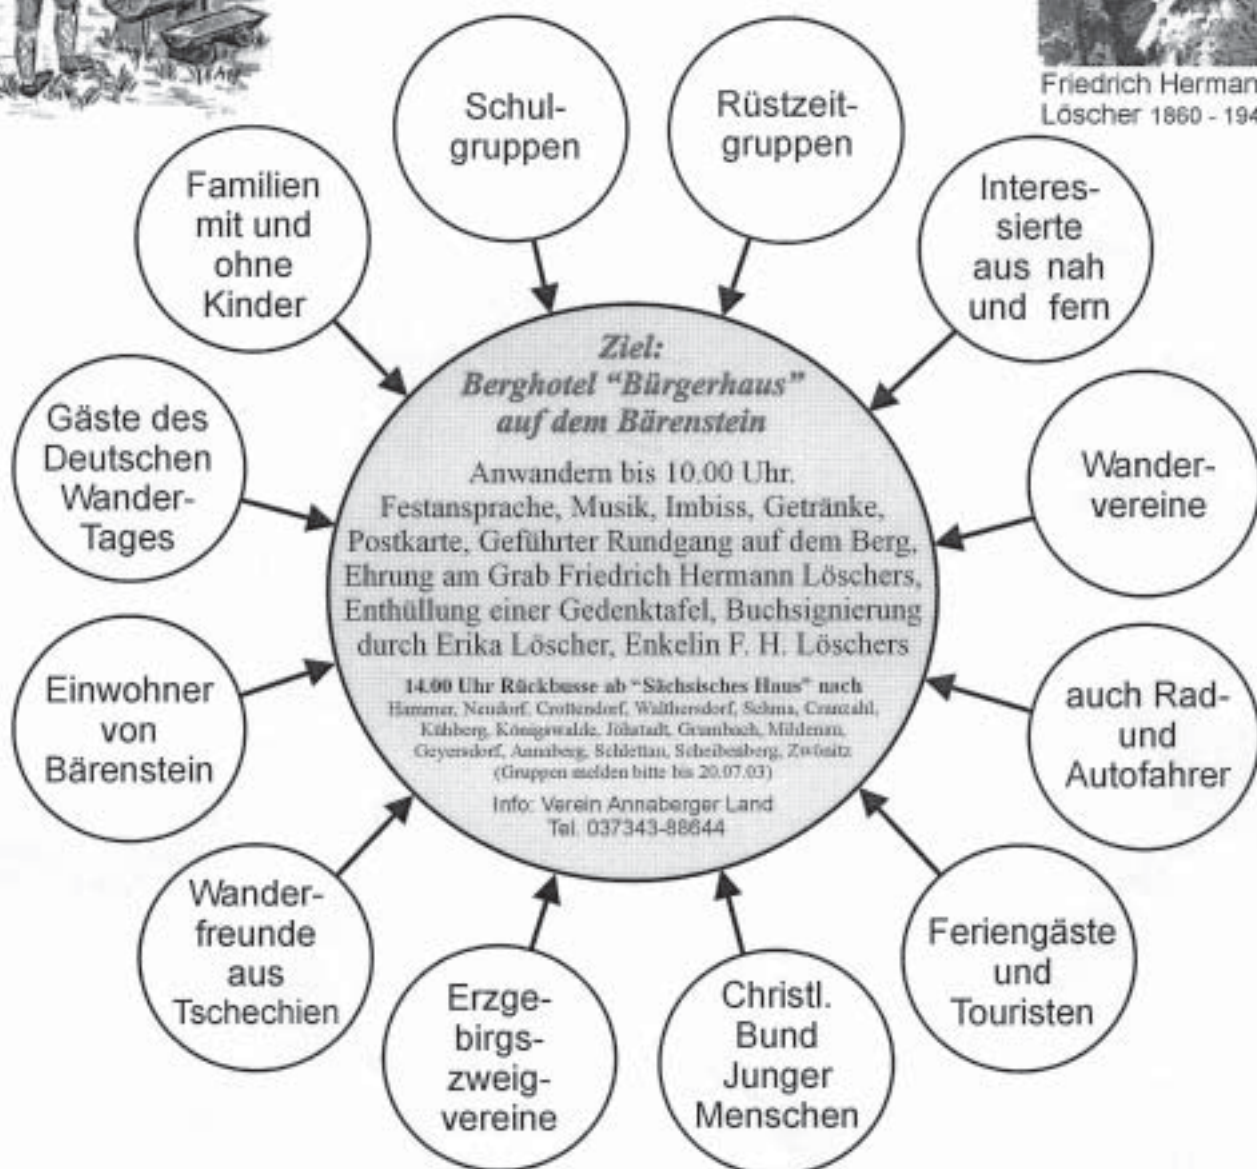 Friedrich Hermann
Löscher 1860 - 194
Schul-
gruppen
Rüstzeit-
gruppen
Familien
mit und
ohne
Kinder
Interes-
sierte
aus nah
und fern
Gäste des
Deutschen
Wander-
Tages
Wander-
vereine
Einwohner
von
Bärenstein
auch Rad-
und
Autofahrer
Wander-
freunde
aus
Tschechien
Feriengäste
und
Touristen
Erzge-
birgs-
zweig-
vereine
Christl.
Bund
Junger
Menschen
Ziel:
Berghotel “Bürgerhaus”
auf dem Bärenstein
Anwandern bis 10.00 Uhr.
Festansprache, Musik, Imbiss, Getränke,
Postkarte, Geführter Rundgang auf dem Berg,
Ehrung am Grab Friedrich Hermann Löschers,
Enthüllung einer Gedenktafel, Buchsignierung
durch Erika Löscher, Enkelin F. H. Löschers
14.00 Uhr Rückbusse ab “Sächsisches Haus” nach
Hammer, Neudorf, Crottendorf, Walthersdorf, Sehma, Cranzahl,
Kühberg, Königswalde, Jöhstadt, Grumbach, Mildenau,
Geyersdorf, Annaberg, Schlettau, Scheibenberg, Zwönitz
(Gruppen melden bitte bis 20.07.03)
Info: Verein Annaberger Land
Tel. 037343-88644